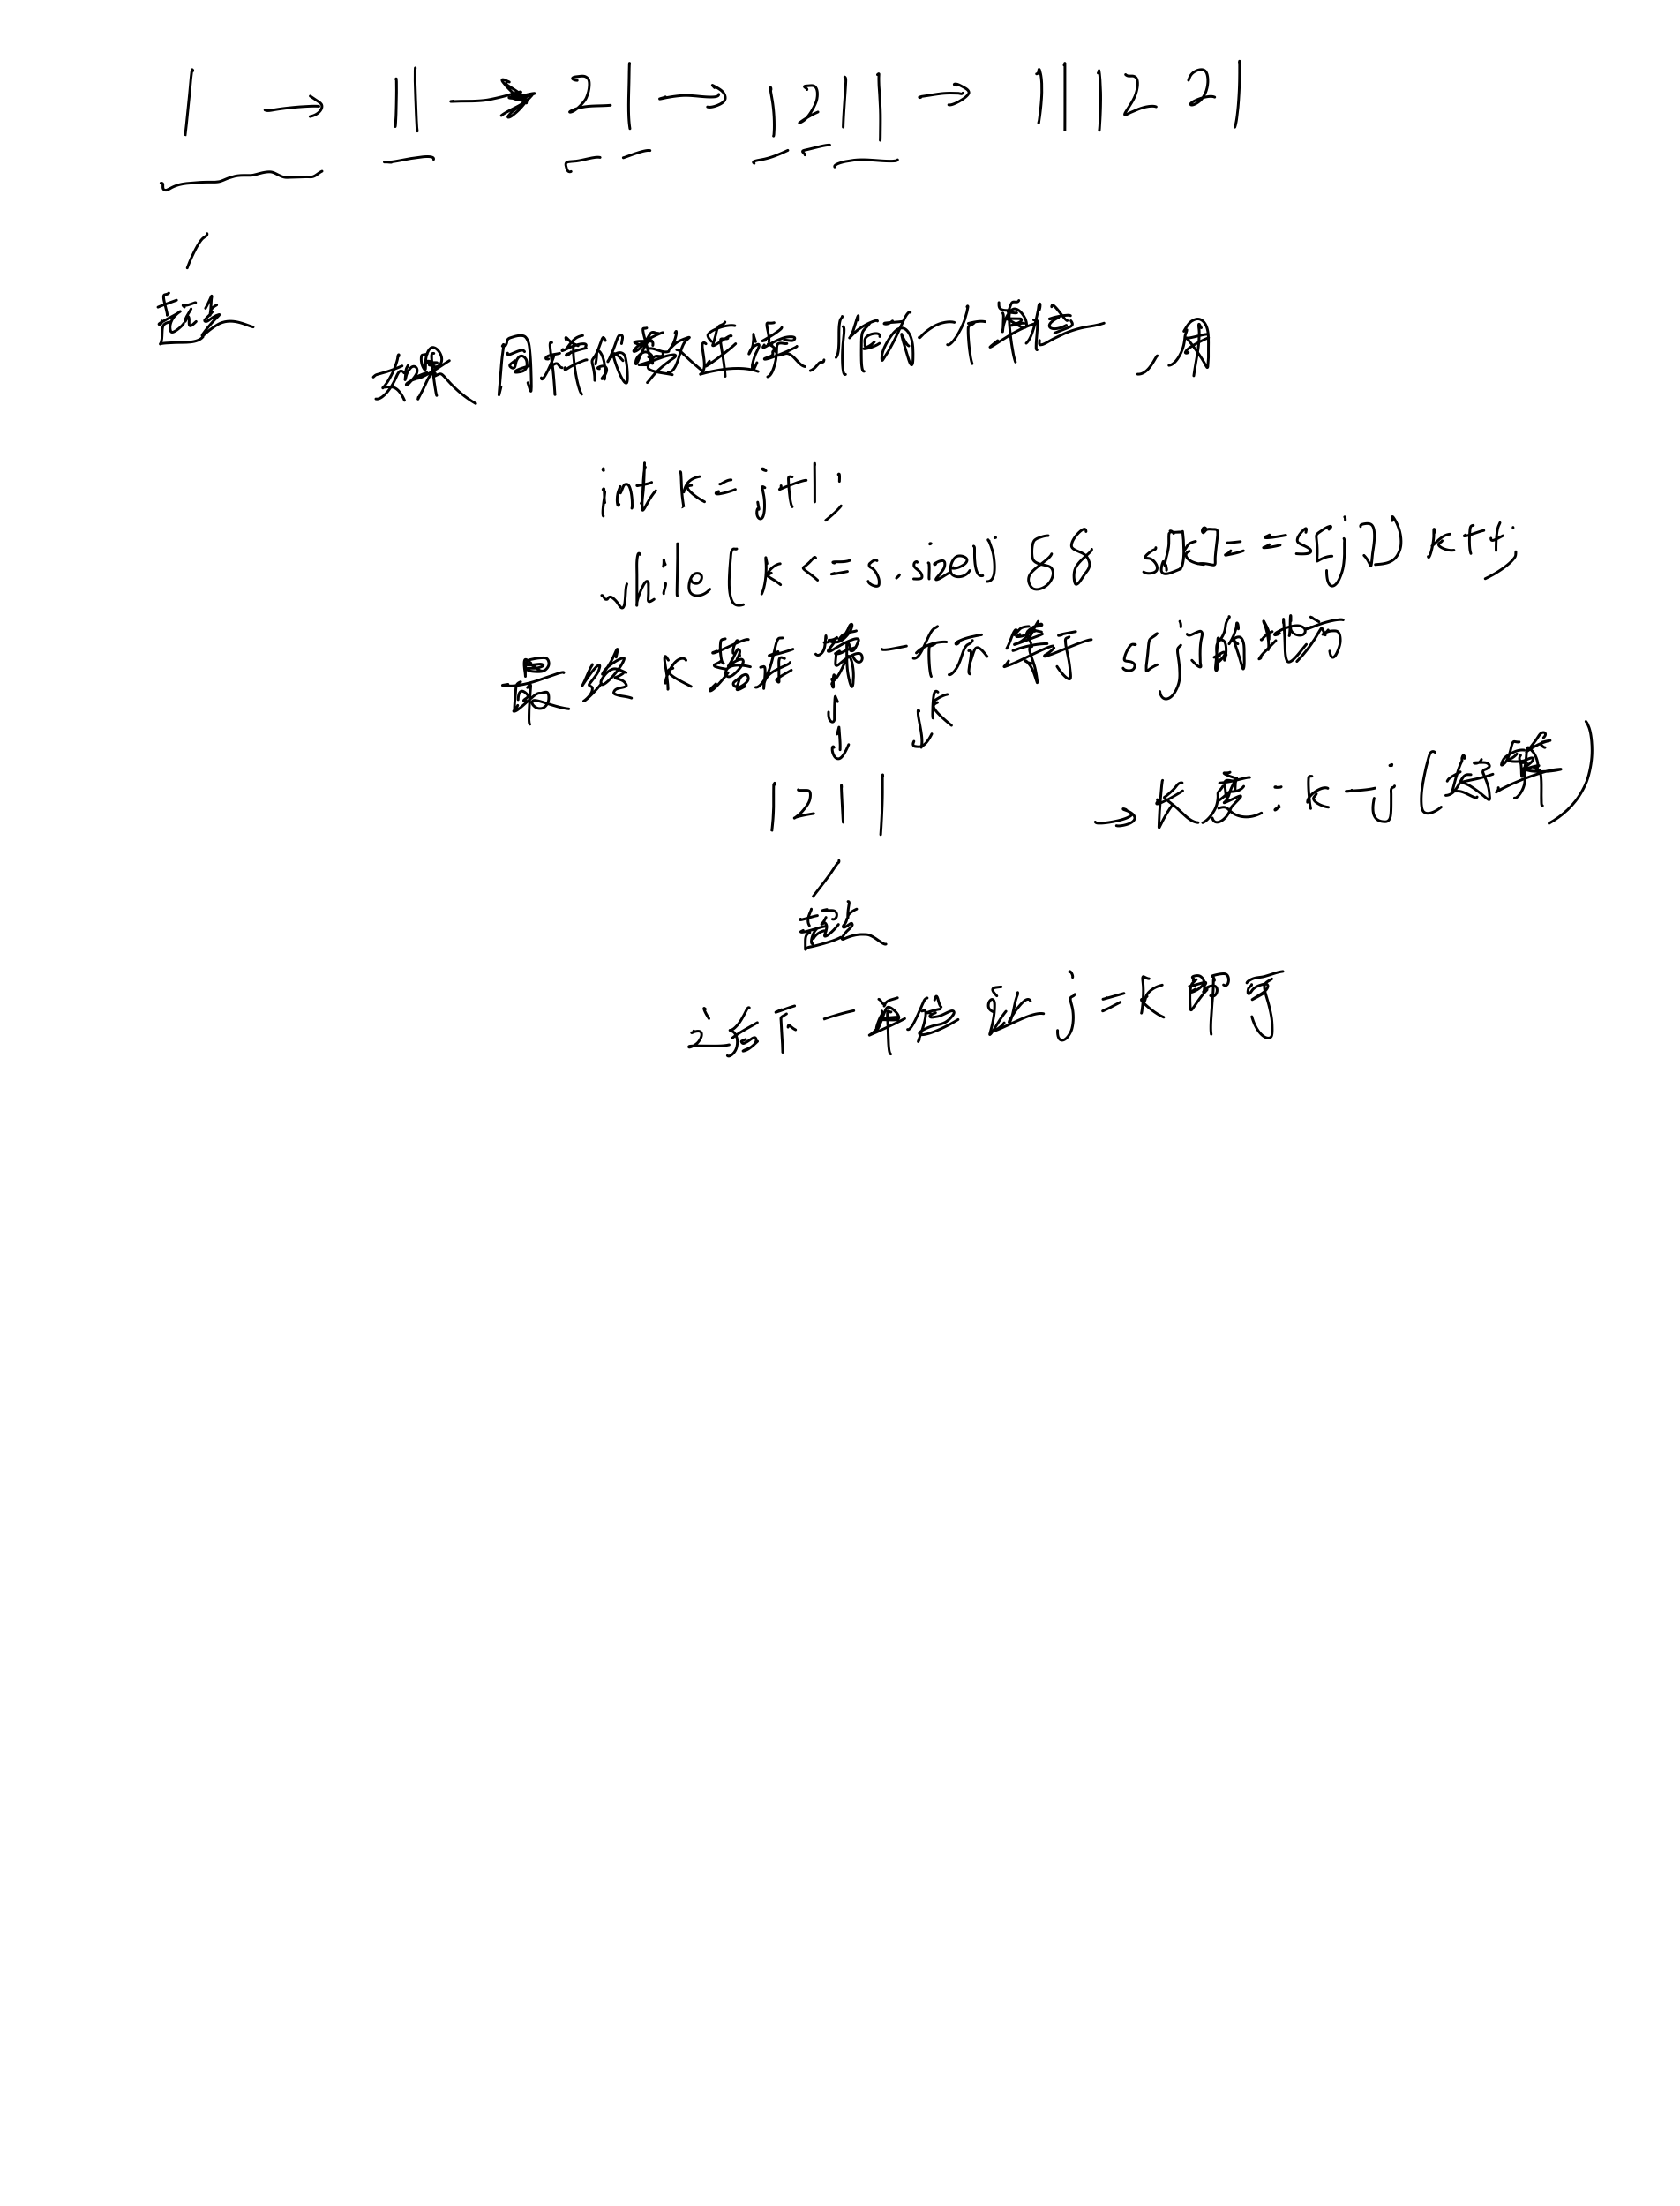 1 → 11 → 21 → 1211 → 111221
起点
如果 同样的数字连续,作为一个单位,用
int k = j+1;
while(k <= s.size() && s[k] == s[j]) k++;
最终 k 落在 第一个不等于 s[j]的地方
j k
1211 → 长度: k - j (好算)
起点
之后下一单位 让 j = k 即可